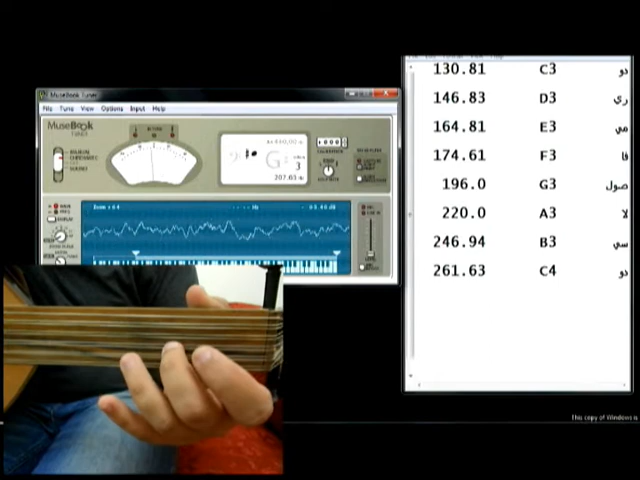 MuseBook Tuner
File Tune View Options Input Help
MuseBook
TUNER
3
207.65 Hz
130.81 C3 دو
146.83 D3 ري
164.81 E3 مي
174.61 F3 فا
196.0 G3 صول
220.0 A3 لا
246.94 B3 سي
261.63 C4 دو
This copy of Windows is